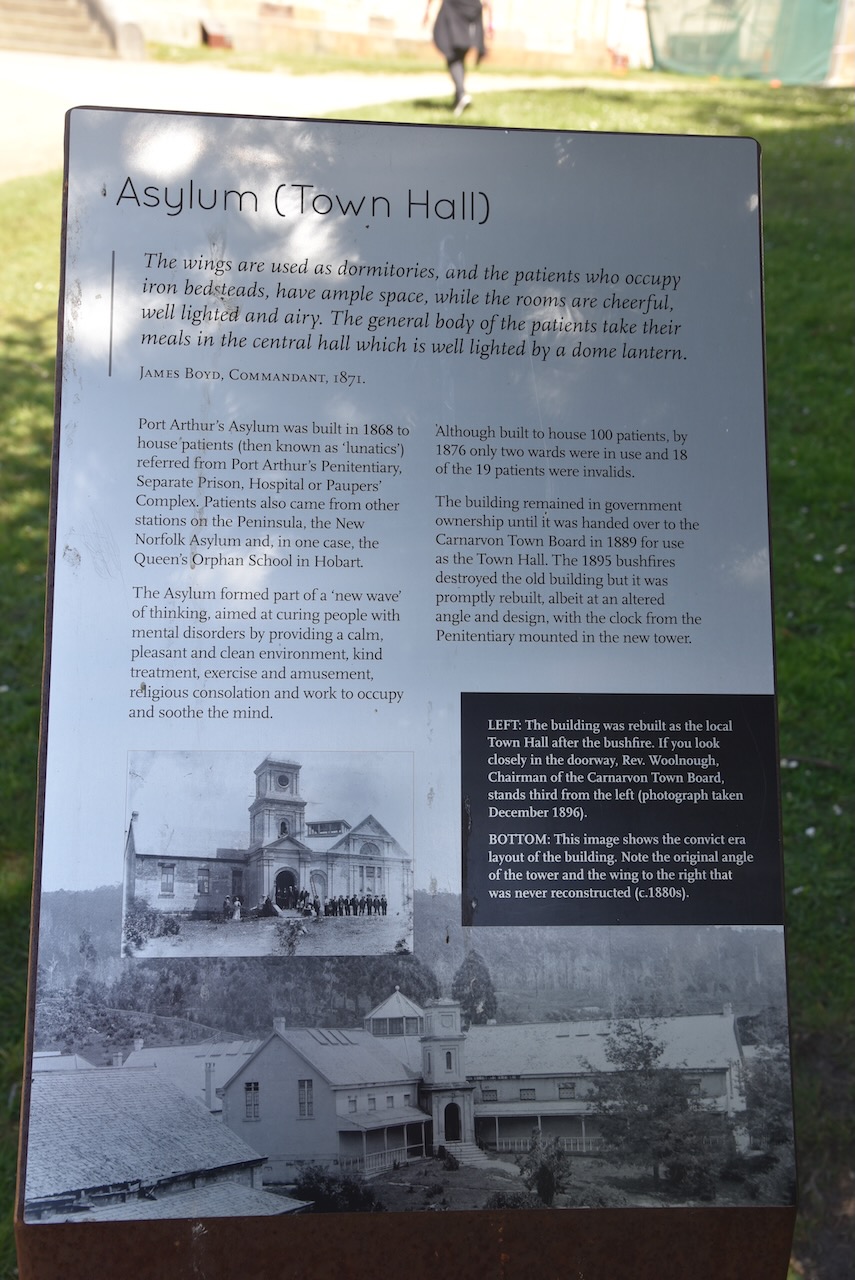 Asylum (Town Hall)
The wings are used as dormitories, and the patients who occupy
iron bedsteads, have ample space, while the rooms are cheerful,
well lighted and airy. The general body of the patients take their
meals in the central hall which is well lighted by a dome lantern.
James Boyd, Commandant, 1871.
Port Arthur's Asylum was built in 1868 to
house patients (then known as 'lunatics')
referred from Port Arthur's Penitentiary,
Separate Prison, Hospital or Paupers'
Complex. Patients also came from other
stations on the Peninsula, the New
Norfolk Asylum and, in one case, the
Queen's Orphan School in Hobart.
The Asylum formed part of a 'new wave'
of thinking, aimed at curing people with
mental disorders by providing a calm,
pleasant and clean environment, kind
treatment, exercise and amusement,
religious consolation and work to occupy
and soothe the mind.
Although built to house 100 patients, by
1876 only two wards were in use and 18
of the 19 patients were invalids.
The building remained in government
ownership until it was handed over to the
Carnarvon Town Board in 1889 for use
as the Town Hall. The 1895 bushfires
destroyed the old building but it was
promptly rebuilt, albeit at an altered
angle and design, with the clock from the
Penitentiary mounted in the new tower.
LEFT: The building was rebuilt as the local
Town Hall after the bushfire. If you look
closely in the doorway, Rev. Woolnough,
Chairman of the Carnarvon Town Board,
stands third from the left (photograph taken
December 1896).
BOTTOM: This image shows the convict era
layout of the building. Note the original angle
of the tower and the wing to the right that
was never reconstructed (c.1880s).